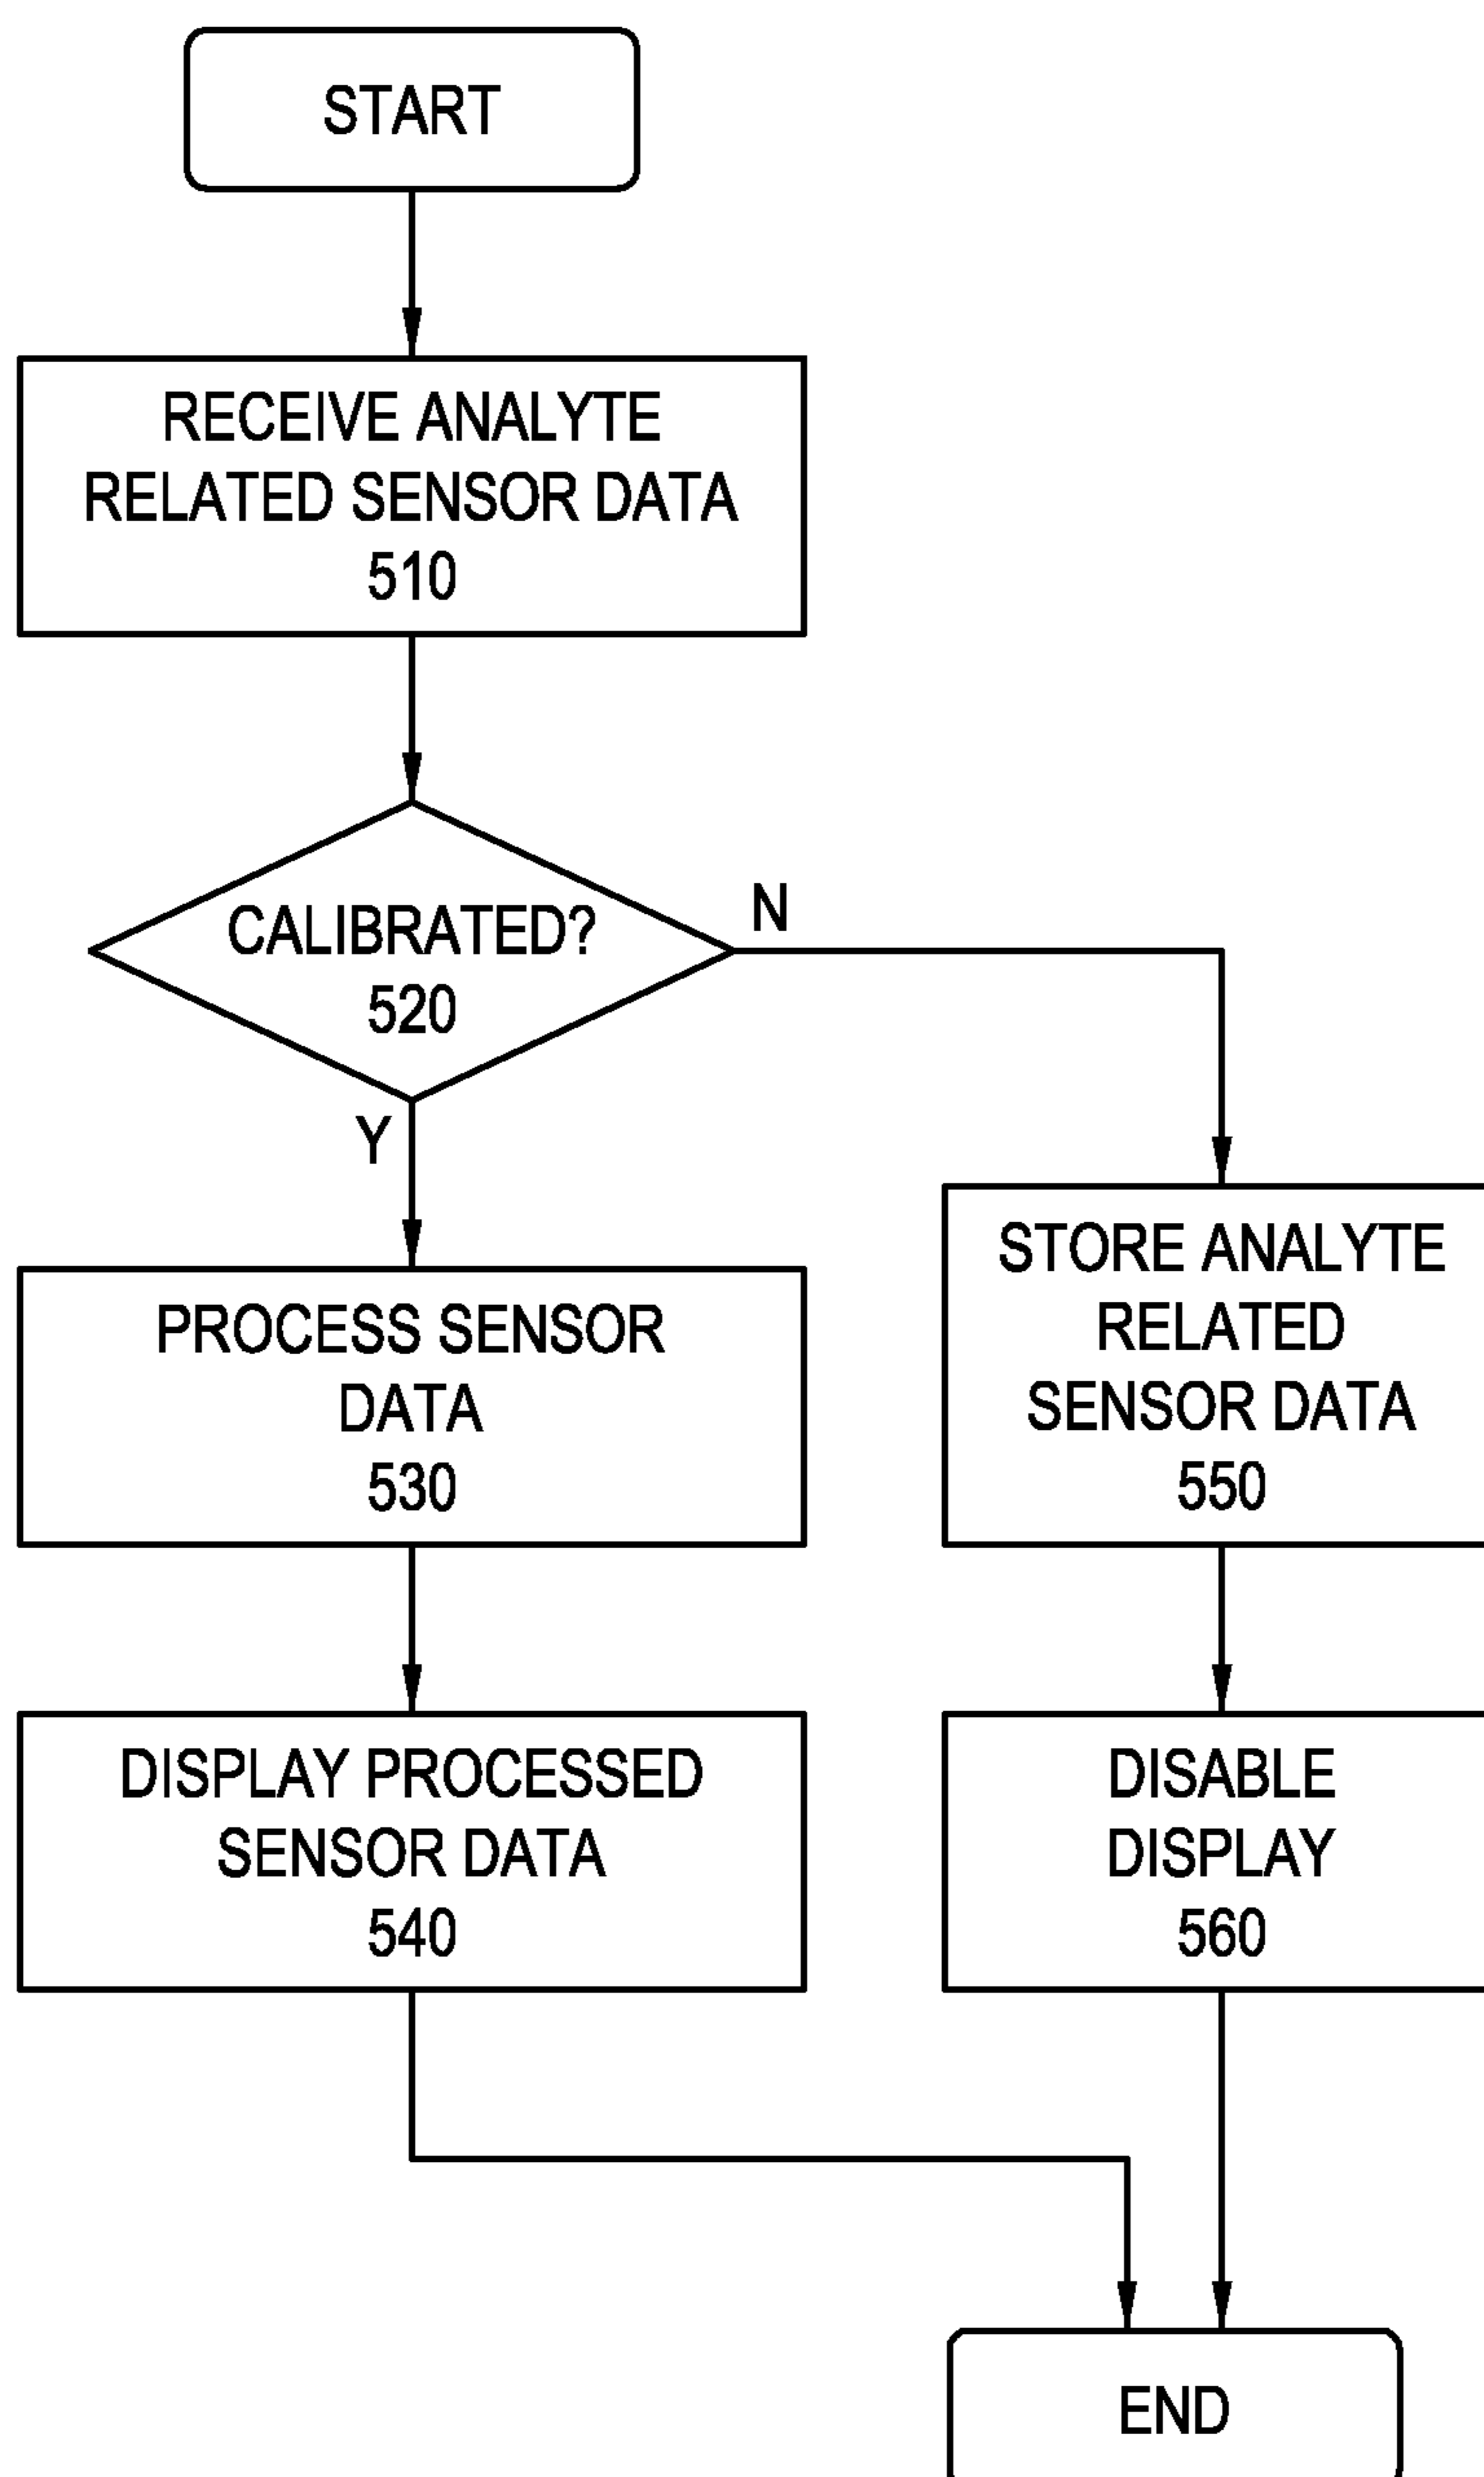 START
RECEIVE ANALYTE
RELATED SENSOR DATA
510
CALIBRATED?
520
N
Y
PROCESS SENSOR
DATA
530
STORE ANALYTE
RELATED
SENSOR DATA
550
DISPLAY PROCESSED
SENSOR DATA
540
DISABLE
DISPLAY
560
END